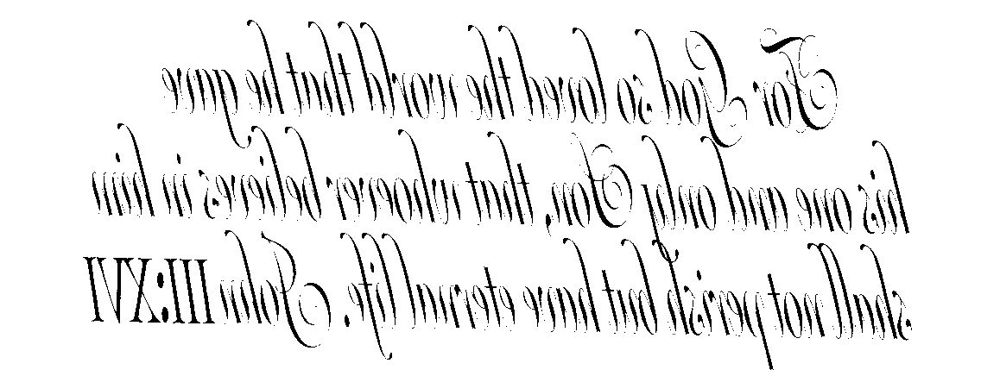 For God so loved the world that he gave
his one and only Son, that whoever believes in him
shall not perish but have eternal life. John III:XVI